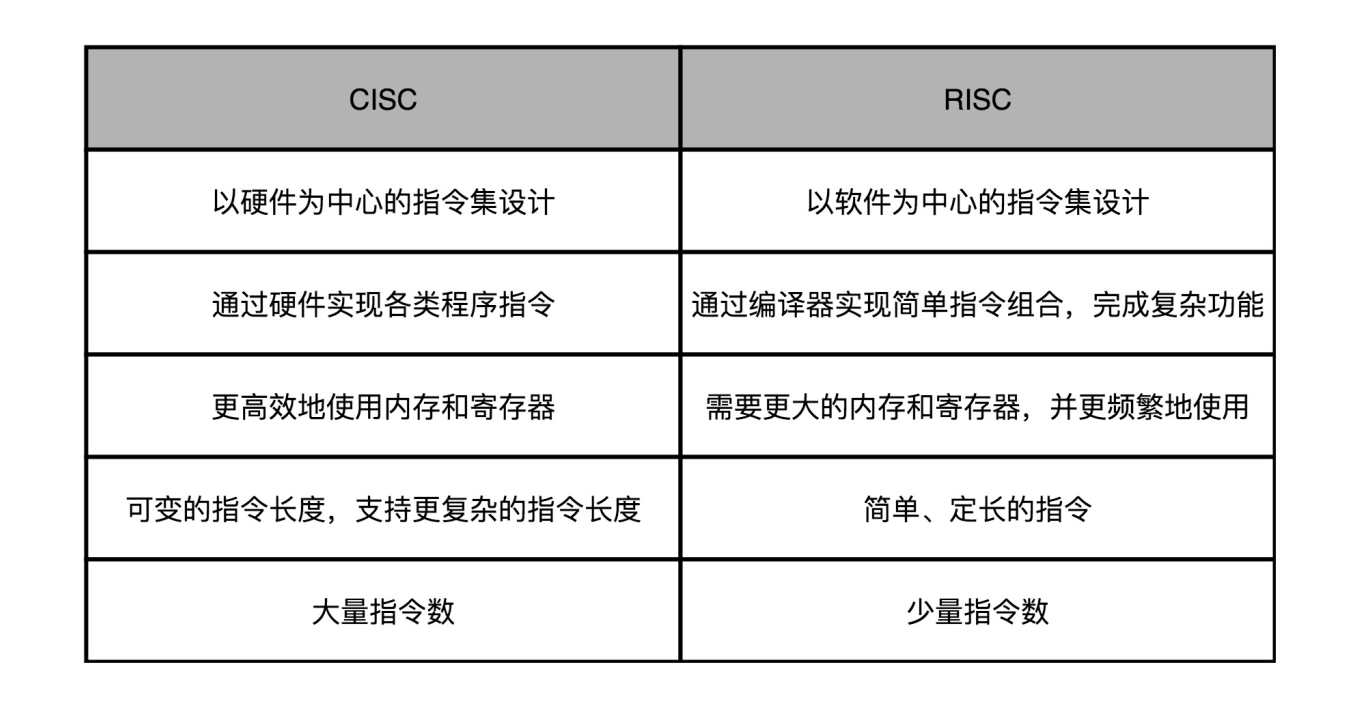 CISC
RISC
以硬件为中心的指令集设计
以软件为中心的指令集设计
通过硬件实现各类程序指令
通过编译器实现简单指令组合，完成复杂功能
更高效地使用内存和寄存器
需要更大的内存和寄存器，并更频繁地使用
可变的指令长度，支持更复杂的指令长度
简单、定长的指令
大量指令数
少量指令数